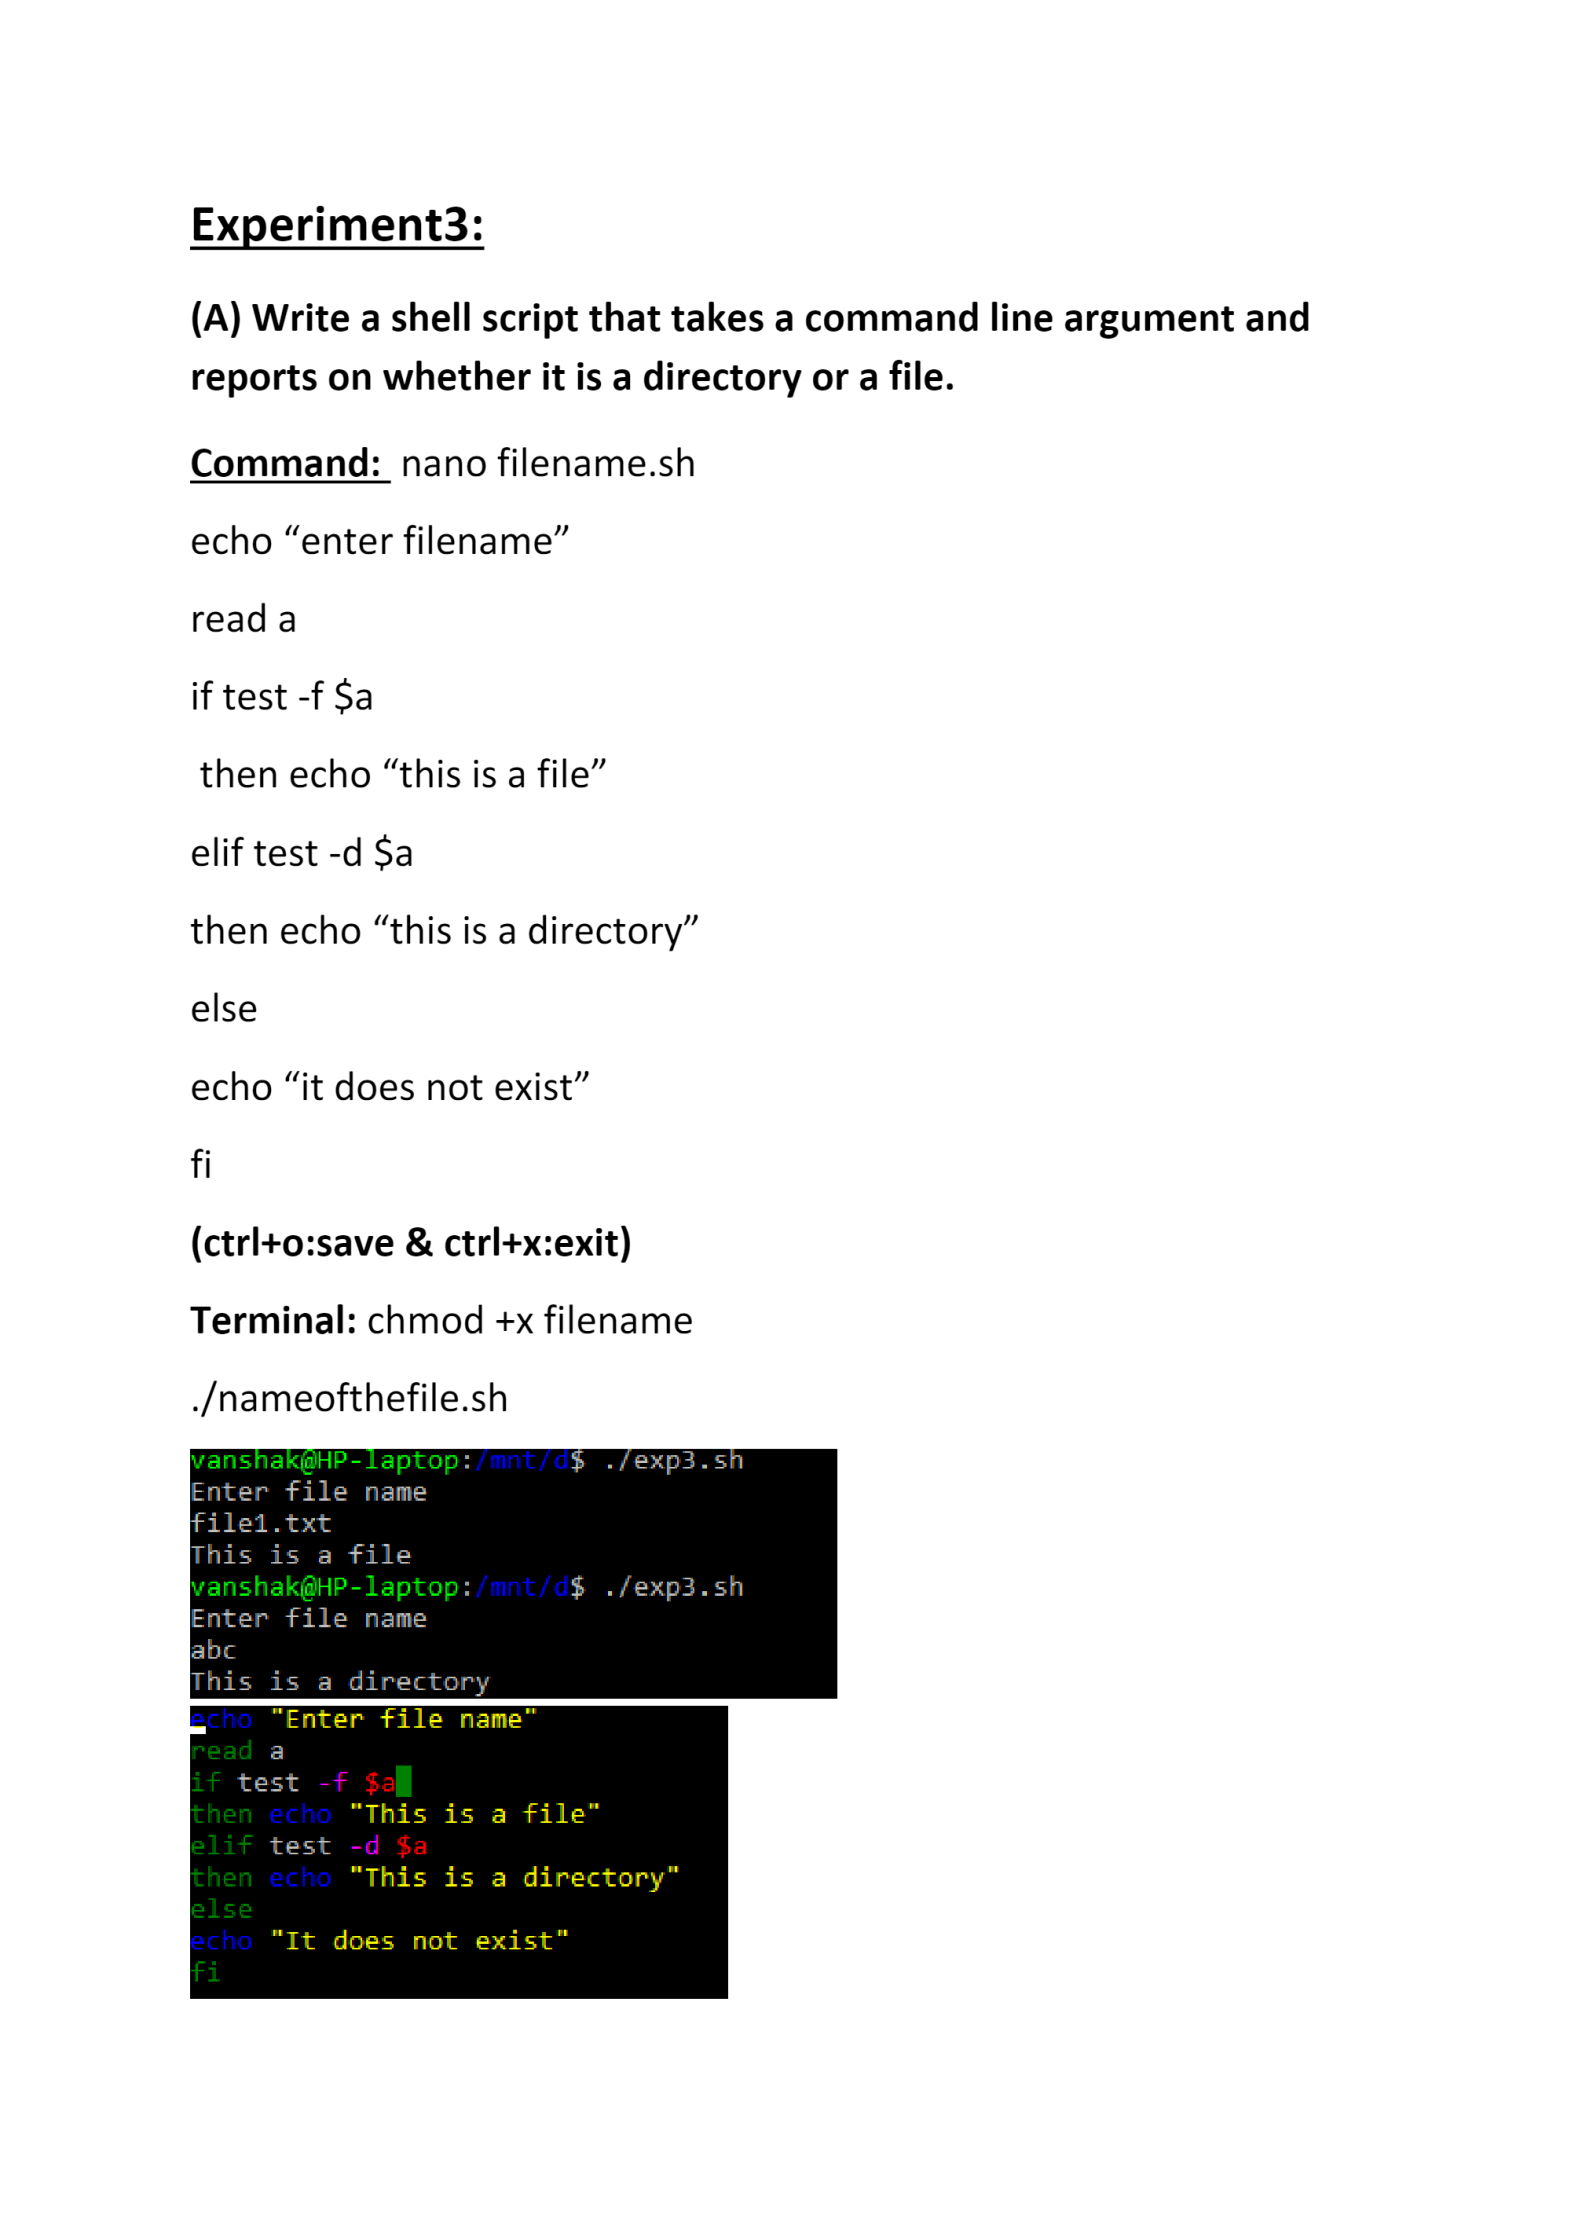 Experiment3:
(A) Write a shell script that takes a command line argument and
reports on whether it is a directory or a file.
Command:  nano filename.sh
echo “enter filename”
read a
if test -f $a
then echo “this is a file”
elif test -d $a
then echo “this is a directory”
else
echo “it does not exist”
fi
(ctrl+o:save & ctrl+x:exit)
Terminal: chmod +x filename
./nameofthefile.sh
vanshak@HP-laptop:/mnt/d$ ./exp3.sh
Enter file name
file1.txt
This is a file
vanshak@HP-laptop:/mnt/d$ ./exp3.sh
Enter file name
abc
This is a directory
echo "Enter file name"
read a
if test -f $a
then echo "This is a file"
elif test -d $a
then echo "This is a directory"
else
echo "It does not exist"
fi